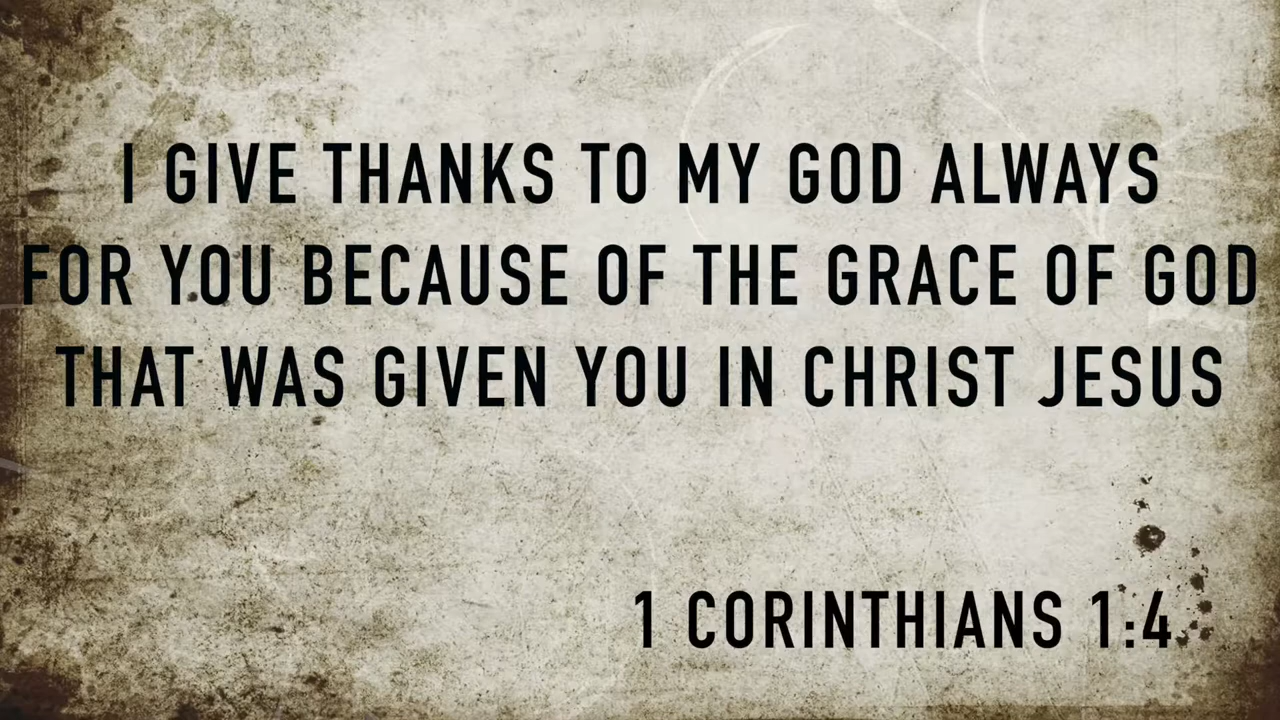 I GIVE THANKS TO MY GOD ALWAYS
FOR YOU BECAUSE OF THE GRACE OF GOD
THAT WAS GIVEN YOU IN CHRIST JESUS
1 CORINTHIANS 1:4